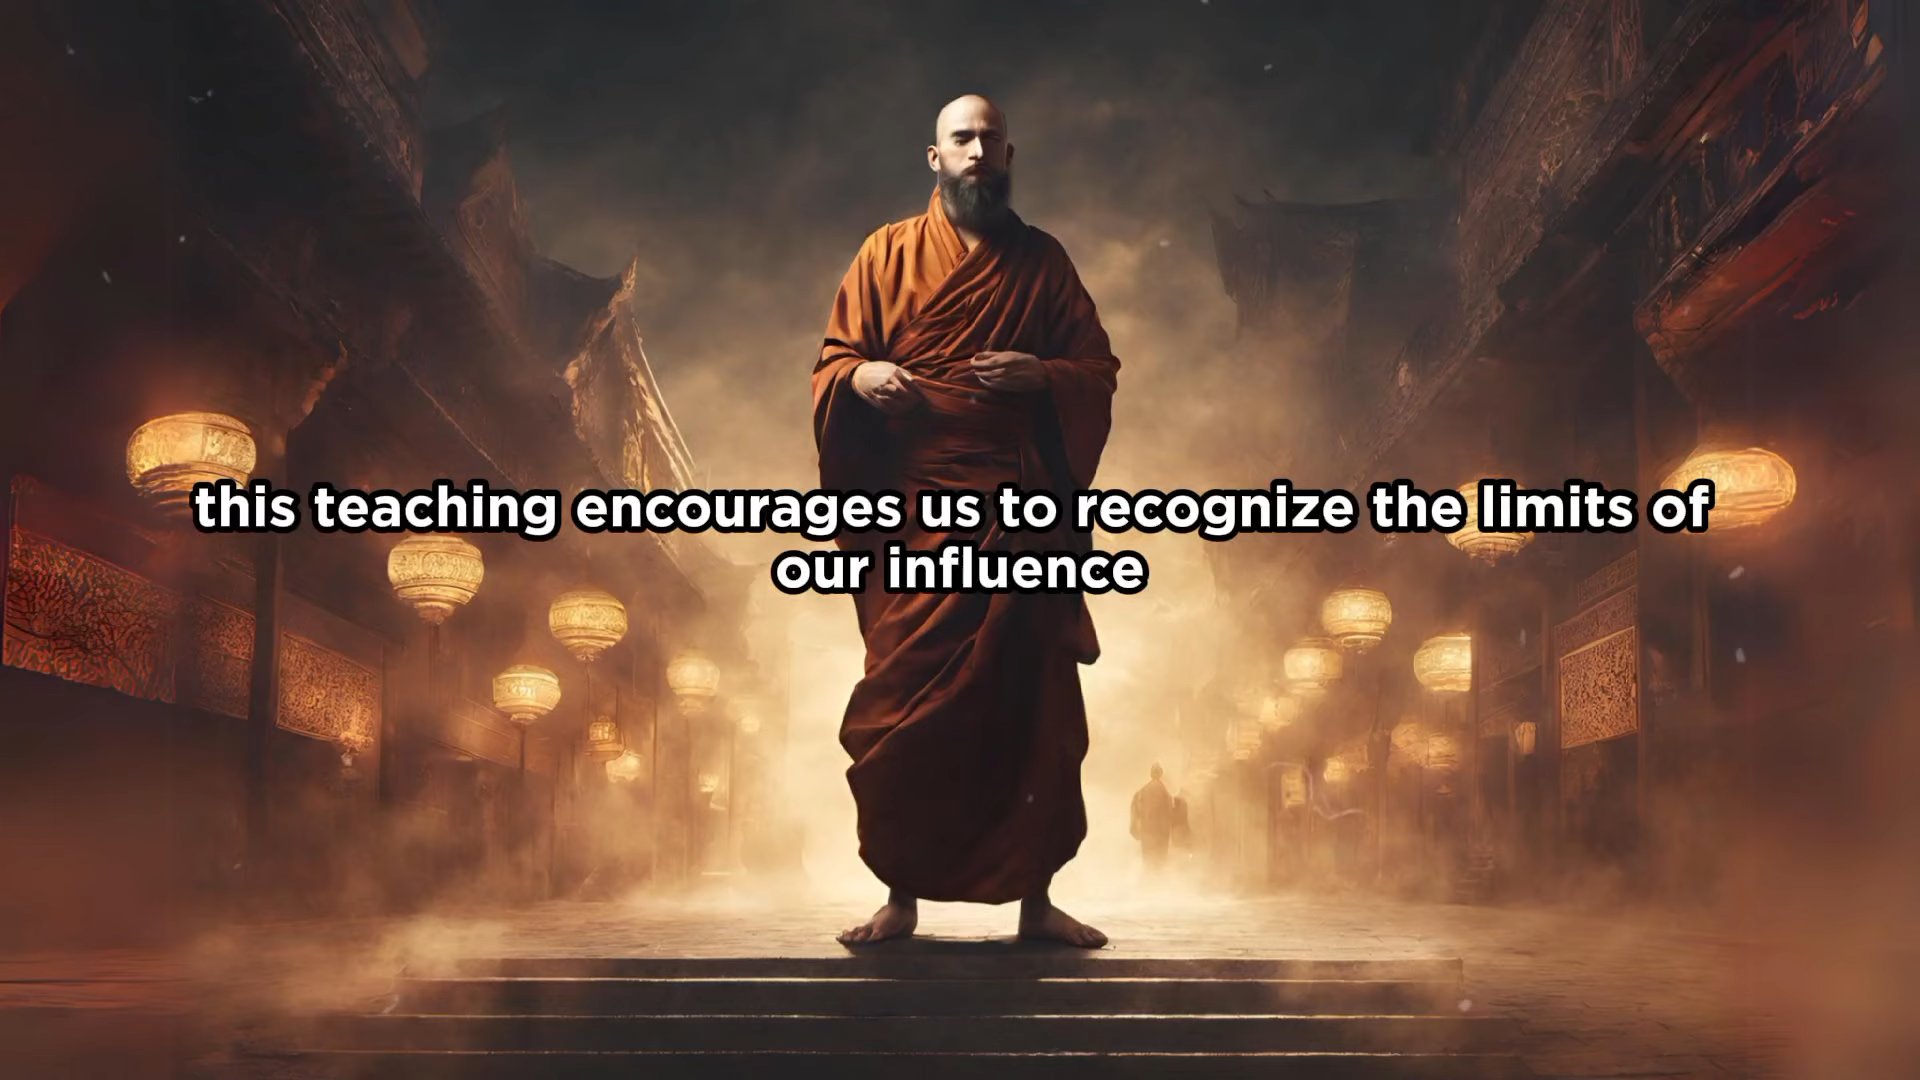 this teaching encourages us to recognize the limits of
our influence